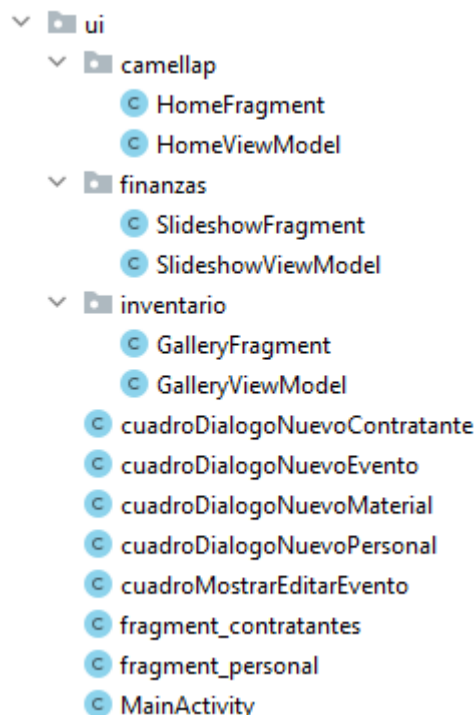 ui
camellap
C HomeFragment
C HomeViewModel
finanzas
C SlideshowFragment
C SlideshowViewModel
inventario
C GalleryFragment
C GalleryViewModel
C cuadroDialogoNuevoContratante
C cuadroDialogoNuevoEvento
C cuadroDialogoNuevoMaterial
C cuadroDialogoNuevoPersonal
C cuadroMostrarEditarEvento
C fragment_contratantes
C fragment_personal
C MainActivity